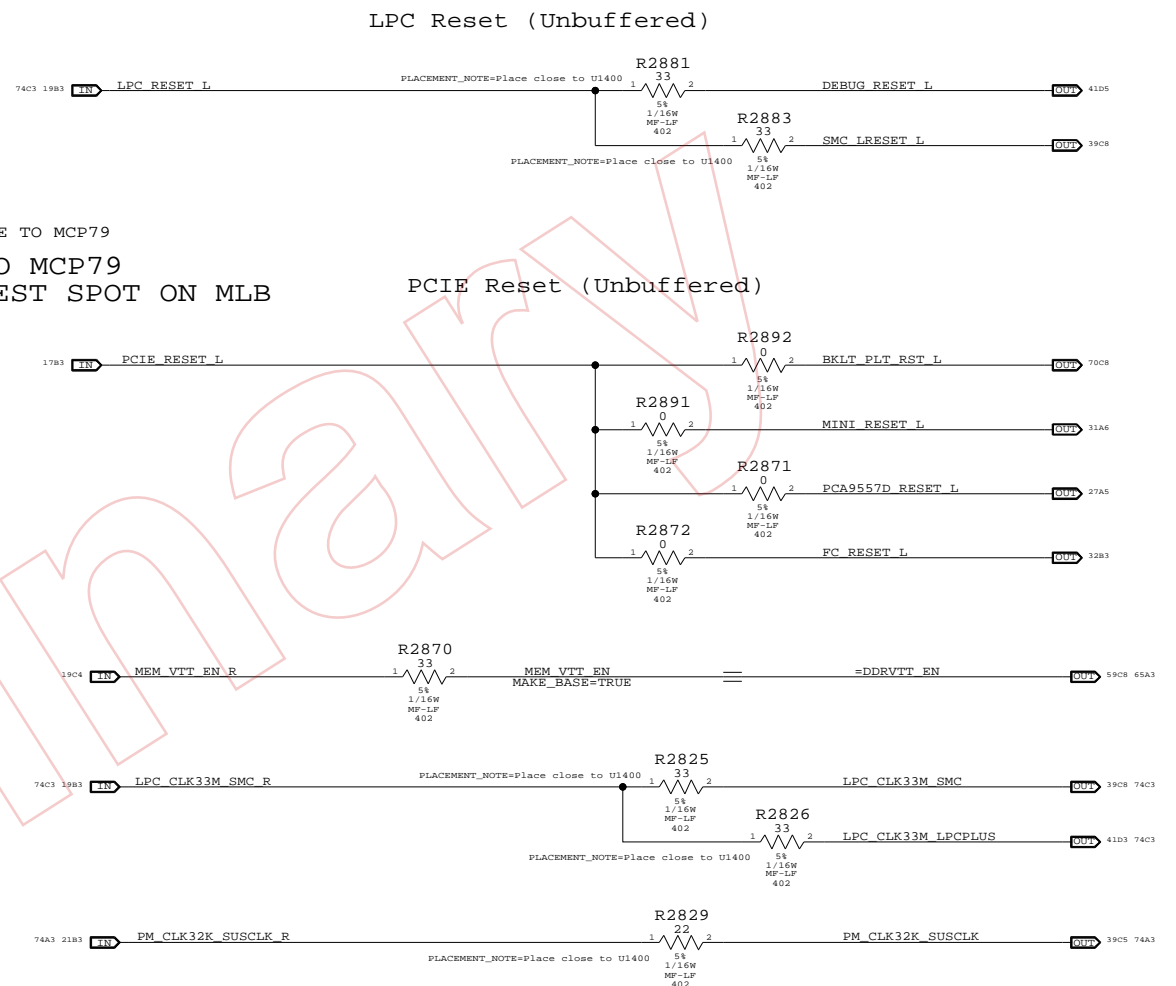 LPC Reset (Unbuffered)
R2881
33
PLACEMENT_NOTE=Place close to U1400
74C3 19B3 IN LPC_RESET_L
1 2
DEBUG_RESET_L OUT 41D5
5%
1/16W
MF-LF
402
R2883
33
1 2
SMC_LRESET_L OUT 39C8
PLACEMENT_NOTE=Place close to U1400
5%
1/16W
MF-LF
402
E TO MCP79
O MCP79
EST SPOT ON MLB
PCIE Reset (Unbuffered)
R2892
0
17B3 IN PCIE_RESET_L
1 2
BKLT_PLT_RST_L OUT 70C8
5%
1/16W
MF-LF
402
R2891
0
1 2
MINI_RESET_L OUT 31A6
5%
1/16W
MF-LF
402
R2871
0
1 2
PCA9557D_RESET_L OUT 27A5
5%
1/16W
MF-LF
402
R2872
0
1 2
FC_RESET_L OUT 32B3
5%
1/16W
MF-LF
402
R2870
33
19C4 IN MEM_VTT_EN_R
1 2
MEM_VTT_EN
MAKE_BASE=TRUE
=DDRVTT_EN OUT 59C8 65A3
5%
1/16W
MF-LF
402
R2825
33
PLACEMENT_NOTE=Place close to U1400
74C3 19B3 IN LPC_CLK33M_SMC_R
1 2
LPC_CLK33M_SMC OUT 39C8 74C3
5%
1/16W
MF-LF
402
R2826
33
1 2
LPC_CLK33M_LPCPLUS OUT 41D3 74C3
PLACEMENT_NOTE=Place close to U1400
5%
1/16W
MF-LF
402
R2829
22
74A3 21B3 IN PM_CLK32K_SUSCLK_R
1 2
PM_CLK32K_SUSCLK OUT 39C5 74A3
PLACEMENT_NOTE=Place close to U1400
5%
1/16W
MF-LF
402
inary